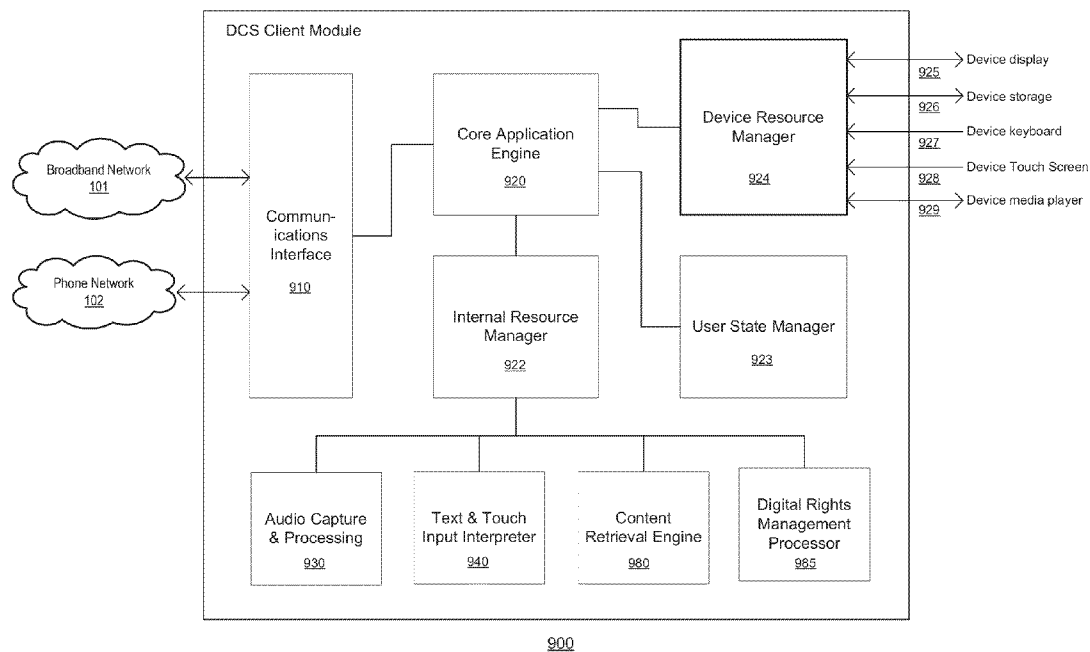 DCS Client Module
Broadband Network
101
Phone Network
102
Commun-
ications
Interface
910
Core Application
Engine
920
Device Resource
Manager
924
925
Device display
926
Device storage
927
Device keyboard
928
Device Touch Screen
929
Device media player
Internal Resource
Manager
922
User State Manager
923
Audio Capture
& Processing
930
Text & Touch
Input Interpreter
940
Content
Retrieval Engine
980
Digital Rights
Management
Processor
985
900